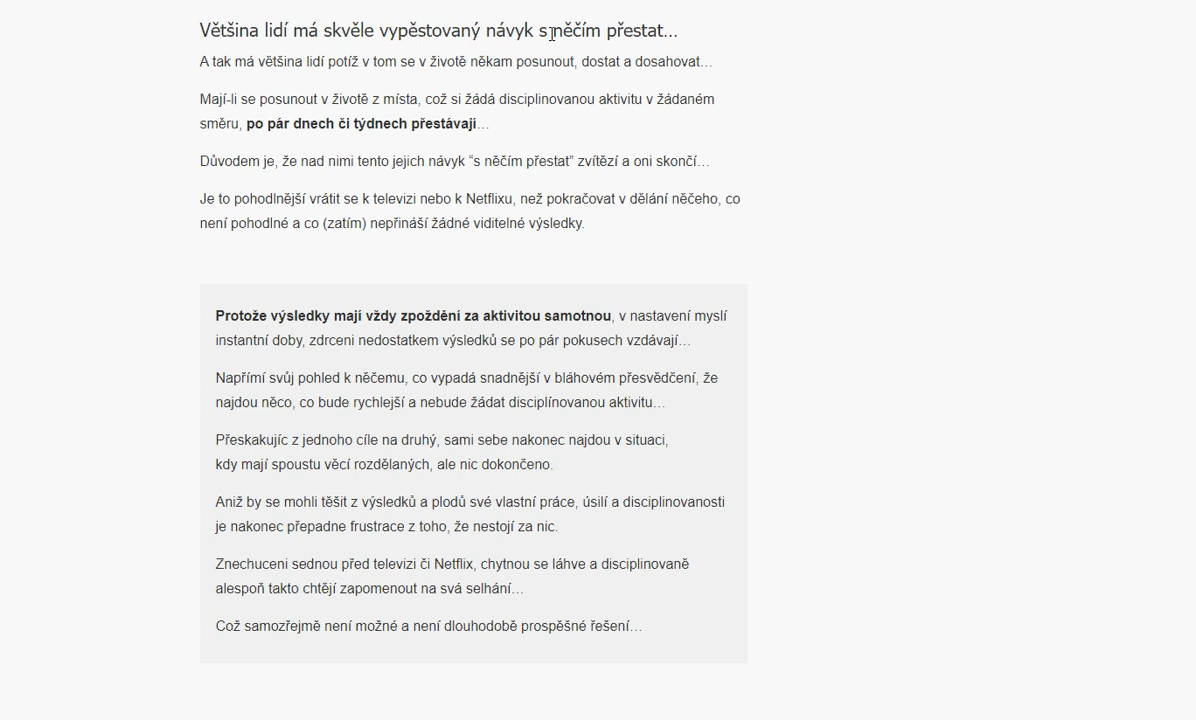 Většina lidí má skvěle vypěstovaný návyk s něčím přestat…
A tak má většina lidí potíž v tom se v životě někam posunout, dostat a dosahovat…
Mají-li se posunout v životě z místa, což si žádá disciplinovanou aktivitu v žádaném
směru, po pár dnech či týdnech přestávají…
Důvodem je, že nad nimi tento jejich návyk “s něčím přestat” zvítězí a oni skončí…
Je to pohodlnější vrátit se k televizi nebo k Netflixu, než pokračovat v dělání něčeho, co
není pohodlné a co (zatím) nepřináší žádné viditelné výsledky.
Protože výsledky mají vždy zpoždění za aktivitou samotnou, v nastavení myslí
instantní doby, zdrceni nedostatkem výsledků se po pár pokusech vzdávají…
Napřímí svůj pohled k něčemu, co vypadá snadnější v bláhovém přesvědčení, že
najdou něco, co bude rychlejší a nebude žádat disciplínovanou aktivitu…
Přeskakujíc z jednoho cíle na druhý, sami sebe nakonec najdou v situaci,
kdy mají spoustu věcí rozdělaných, ale nic dokončeno.
Aniž by se mohli těšit z výsledků a plodů své vlastní práce, úsilí a disciplinovanosti
je nakonec přepadne frustrace z toho, že nestojí za nic.
Znechuceni sednou před televizi či Netflix, chytnou se láhve a disciplinovaně
alespoň takto chtějí zapomenout na svá selhání…
Což samozřejmě není možné a není dlouhodobě prospěšné řešení…